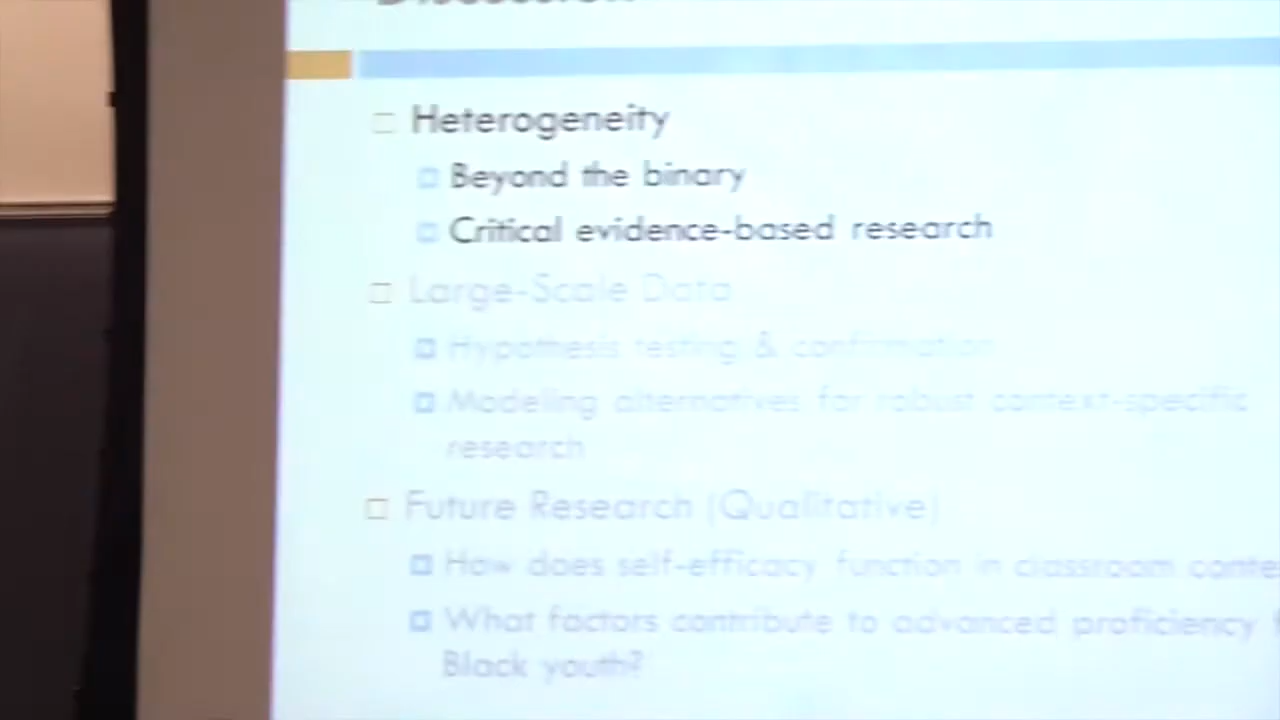 Discussion
Heterogeneity
Beyond the binary
Critical evidence-based research
Large-Scale Data
Hypothesis testing & confirmation
Modeling alternatives for robust context-specific
research
Future Research (Qualitative)
How does self-efficacy function in classroom
What factors contribute to advanced proficiency
Black youth?